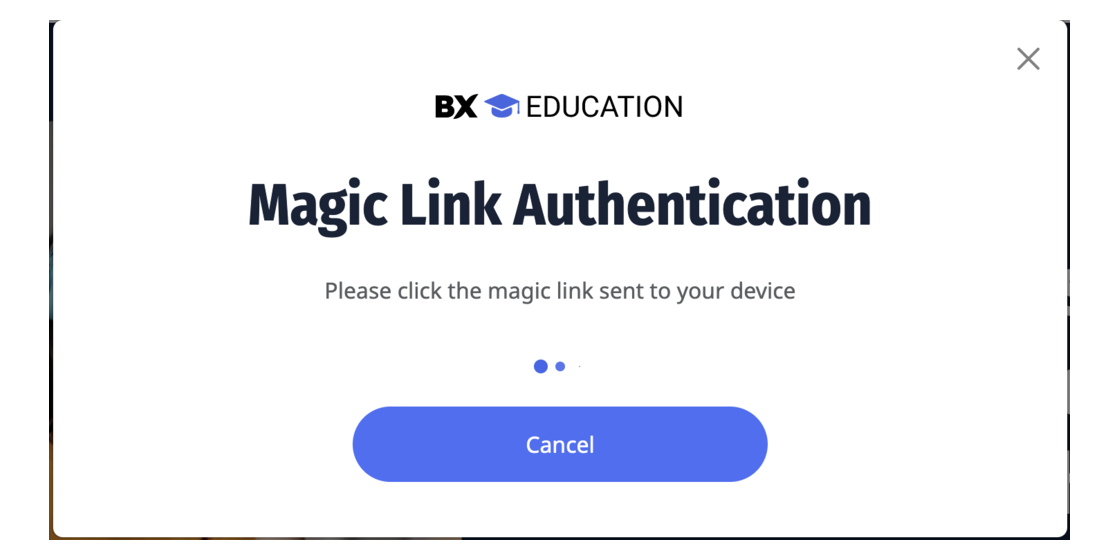 BX EDUCATION
Magic Link Authentication
Please click the magic link sent to your device
Cancel